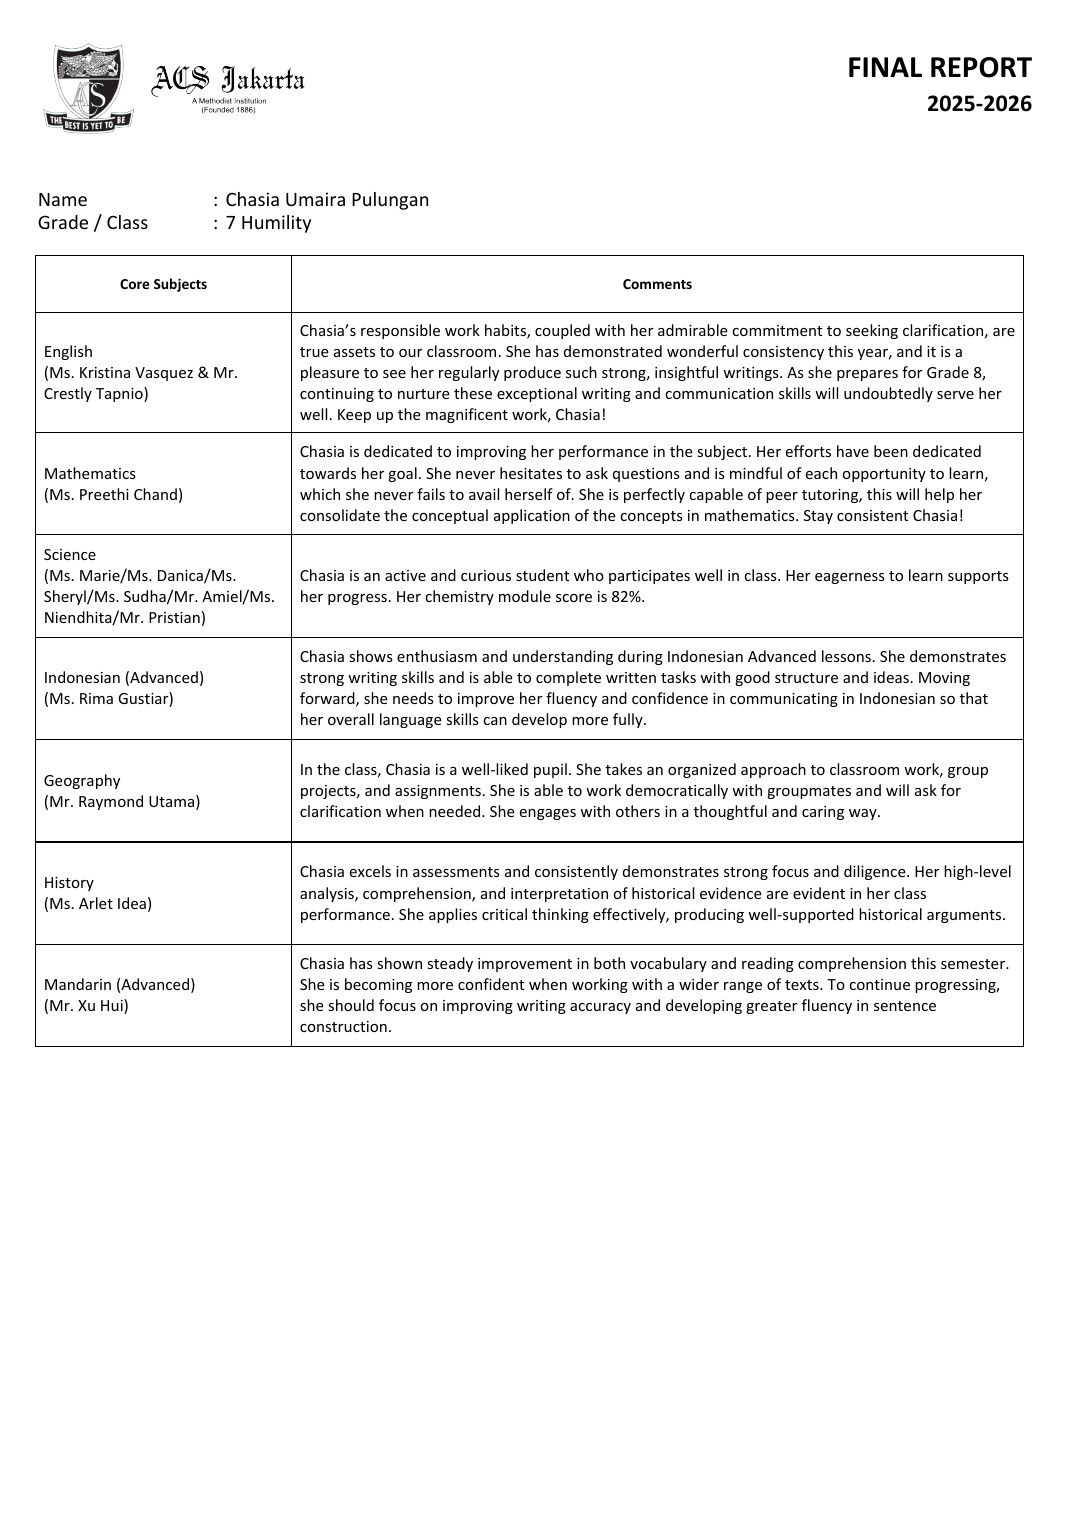 THE BEST IS YET TO BE
ACS
ACS Jakarta
A Methodist Institution
(Founded 1886)
FINAL REPORT
2025-2026
Name : Chasia Umaira Pulungan
Grade / Class : 7 Humility
Core Subjects
Comments
English
(Ms. Kristina Vasquez & Mr.
Crestly Tapnio)
Chasia’s responsible work habits, coupled with her admirable commitment to seeking clarification, are
true assets to our classroom. She has demonstrated wonderful consistency this year, and it is a
pleasure to see her regularly produce such strong, insightful writings. As she prepares for Grade 8,
continuing to nurture these exceptional writing and communication skills will undoubtedly serve her
well. Keep up the magnificent work, Chasia!
Mathematics
(Ms. Preethi Chand)
Chasia is dedicated to improving her performance in the subject. Her efforts have been dedicated
towards her goal. She never hesitates to ask questions and is mindful of each opportunity to learn,
which she never fails to avail herself of. She is perfectly capable of peer tutoring, this will help her
consolidate the conceptual application of the concepts in mathematics. Stay consistent Chasia!
Science
(Ms. Marie/Ms. Danica/Ms.
Sheryl/Ms. Sudha/Mr. Amiel/Ms.
Niendhita/Mr. Pristian)
Chasia is an active and curious student who participates well in class. Her eagerness to learn supports
her progress. Her chemistry module score is 82%.
Indonesian (Advanced)
(Ms. Rima Gustiar)
Chasia shows enthusiasm and understanding during Indonesian Advanced lessons. She demonstrates
strong writing skills and is able to complete written tasks with good structure and ideas. Moving
forward, she needs to improve her fluency and confidence in communicating in Indonesian so that
her overall language skills can develop more fully.
Geography
(Mr. Raymond Utama)
In the class, Chasia is a well-liked pupil. She takes an organized approach to classroom work, group
projects, and assignments. She is able to work democratically with groupmates and will ask for
clarification when needed. She engages with others in a thoughtful and caring way.
History
(Ms. Arlet Idea)
Chasia excels in assessments and consistently demonstrates strong focus and diligence. Her high-level
analysis, comprehension, and interpretation of historical evidence are evident in her class
performance. She applies critical thinking effectively, producing well-supported historical arguments.
Mandarin (Advanced)
(Mr. Xu Hui)
Chasia has shown steady improvement in both vocabulary and reading comprehension this semester.
She is becoming more confident when working with a wider range of texts. To continue progressing,
she should focus on improving writing accuracy and developing greater fluency in sentence
construction.